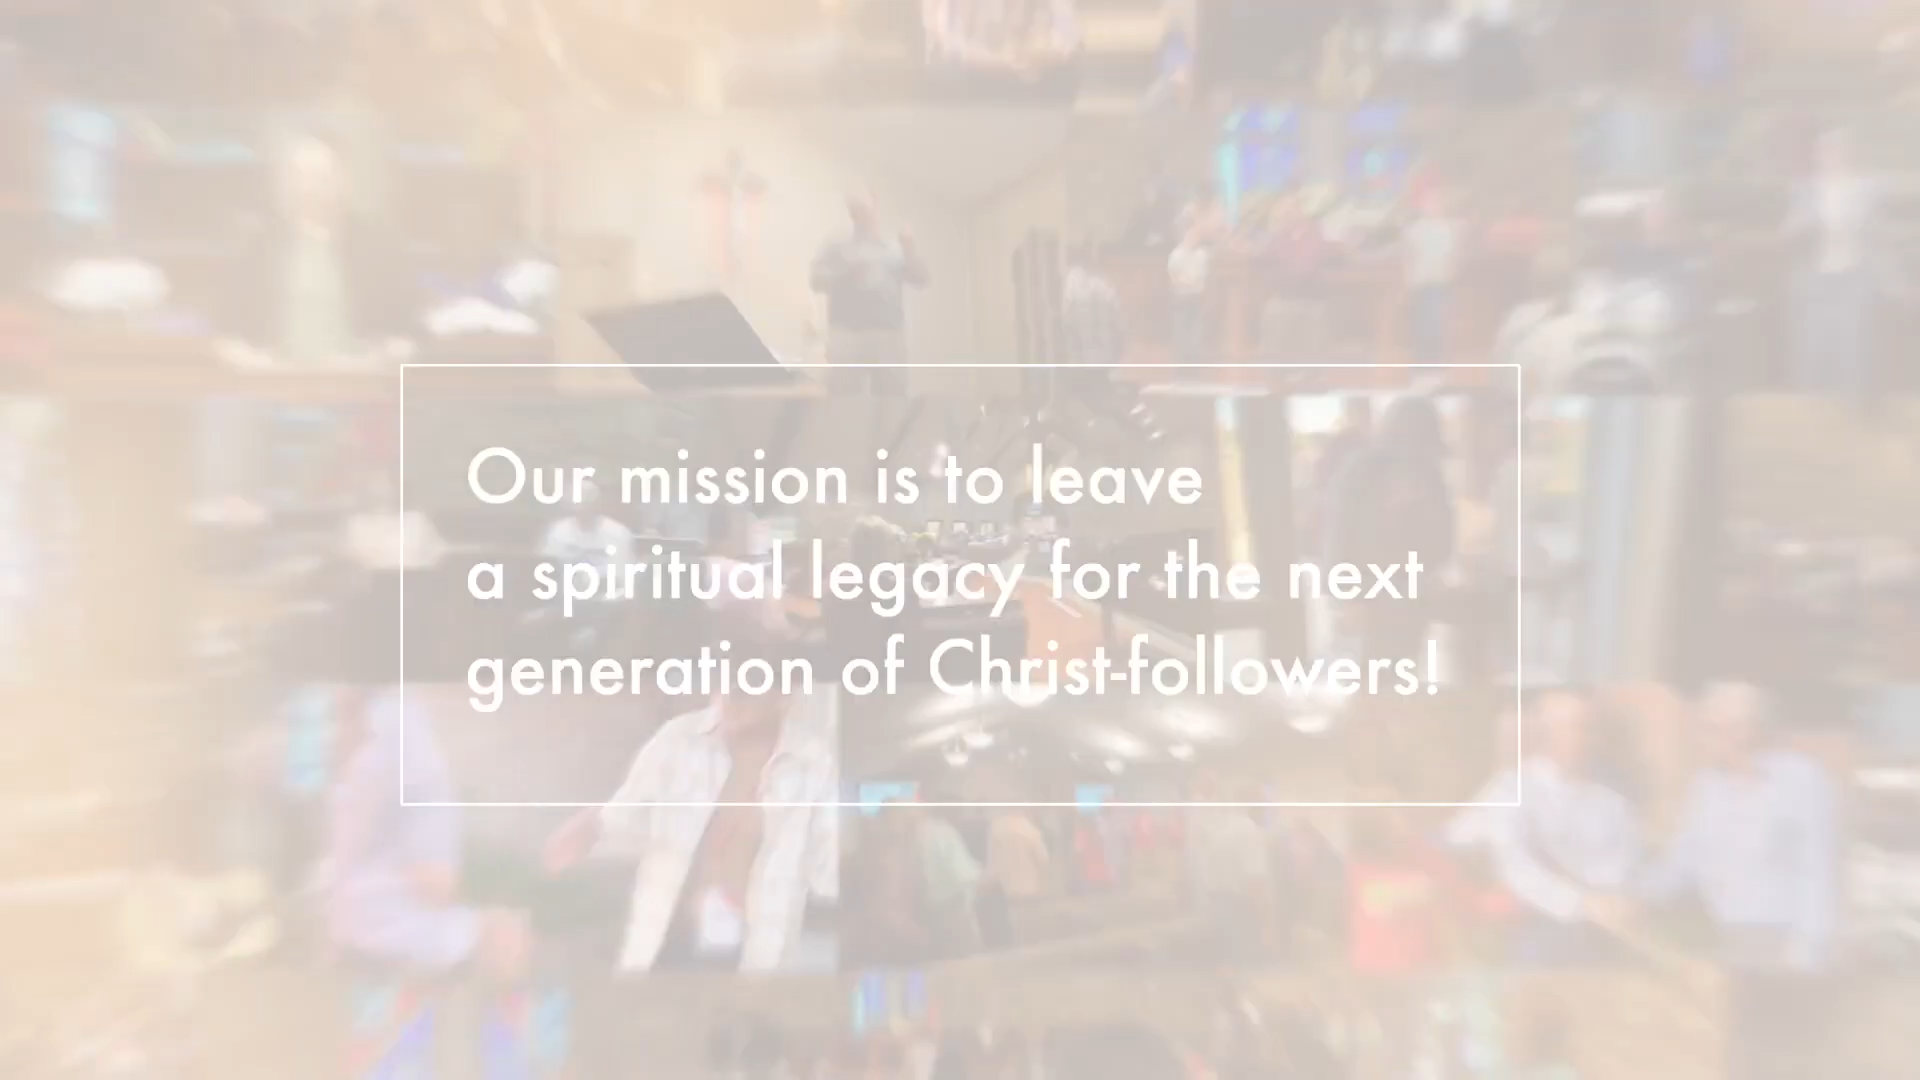 Our mission is to leave
a spiritual legacy for the next
generation of Christ-followers!